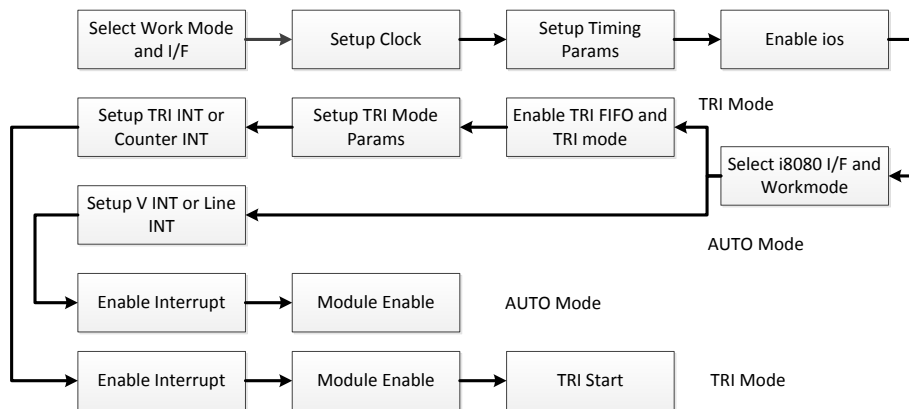 Select Work Mode
and I/F
Setup Clock
Setup Timing
Params
Enable ios
TRI Mode
Setup TRI INT or
Counter INT
Setup TRI Mode
Params
Enable TRI FIFO and
TRI mode
Select i8080 I/F and
Workmode
Setup V INT or Line
INT
AUTO Mode
Enable Interrupt
Module Enable
AUTO Mode
Enable Interrupt
Module Enable
TRI Start
TRI Mode